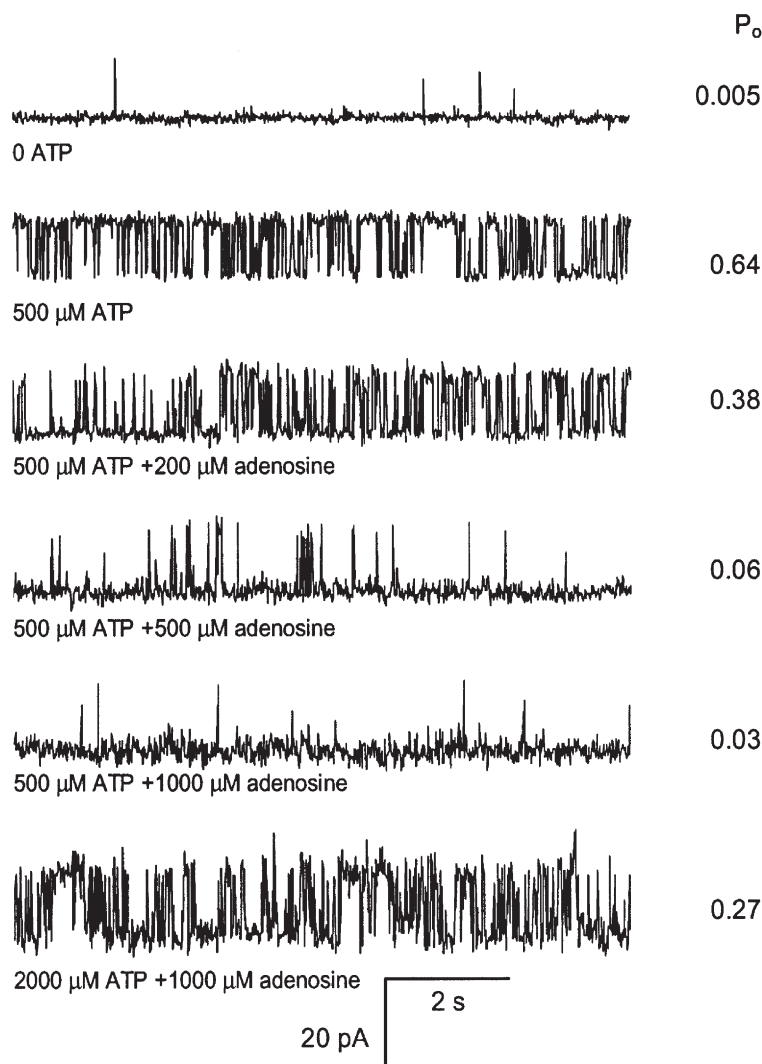 Pₒ
0.005
0 ATP
0.64
500 μM ATP
0.38
500 μM ATP +200 μM adenosine
0.06
500 μM ATP +500 μM adenosine
0.03
500 μM ATP +1000 μM adenosine
0.27
2000 μM ATP +1000 μM adenosine
2 s
20 pA